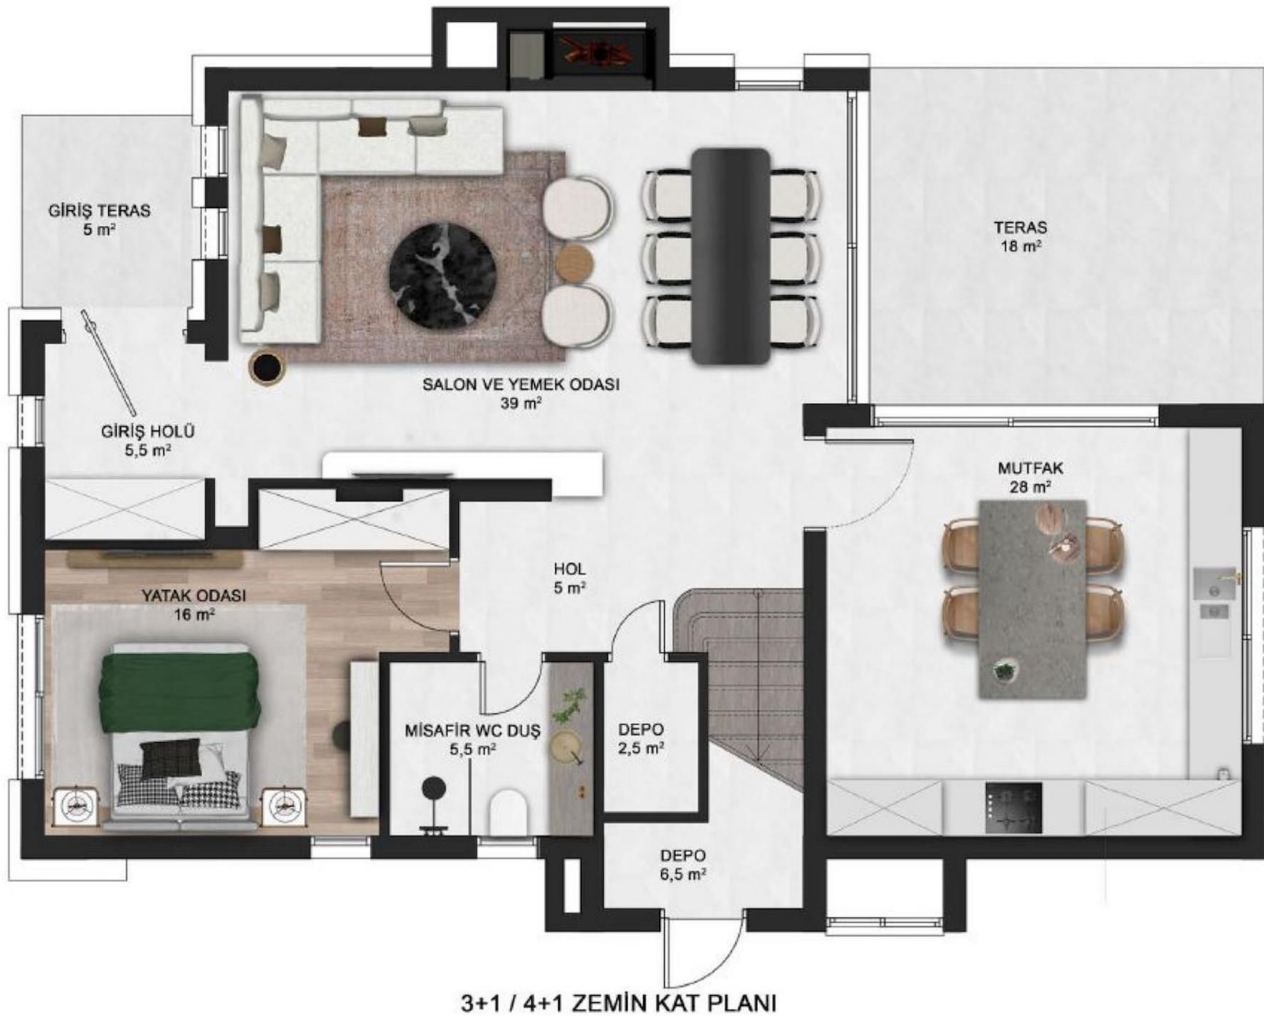 GİRİŞ TERAS
5 m²
TERAS
18 m²
SALON VE YEMEK ODASI
39 m²
GİRİŞ HOLÜ
5,5 m²
MUTFAK
28 m²
HOL
5 m²
YATAK ODASI
16 m²
MİSAFİR WC DUŞ
5,5 m²
DEPO
2,5 m²
DEPO
6,5 m²
3+1 / 4+1 ZEMİN KAT PLANI